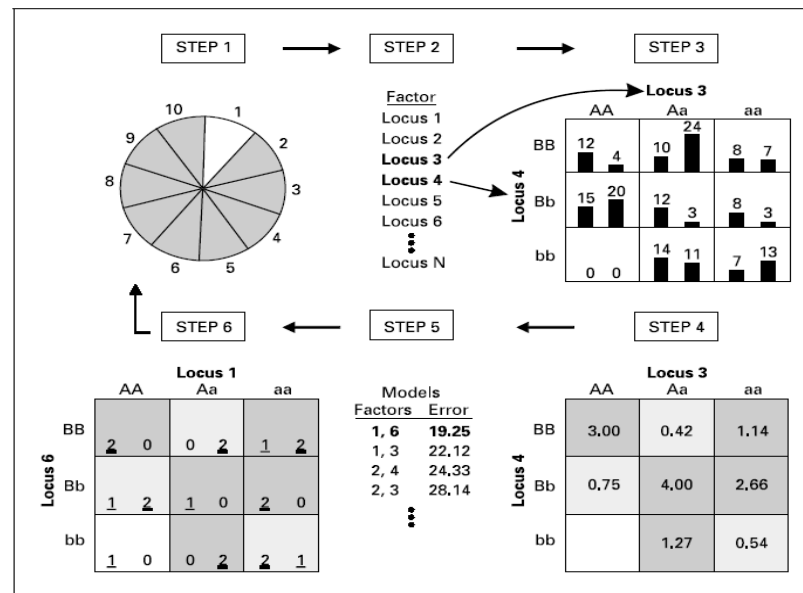 STEP 1 STEP 2 STEP 3
10 1
9 2
8 3
7 4
6 5
Factor
Locus 1
Locus 2
Locus 3
Locus 4
Locus 5
Locus 6
Locus N
Locus 3
AA Aa aa
Locus 4
BB 12 4 10 24 8 7
Bb 15 20 12 3 8 3
bb 0 0 14 11 7 13
STEP 6 STEP 5 STEP 4
Locus 1
AA Aa aa
Locus 6
BB 2 0 0 2 1 2
Bb 1 2 1 0 2 0
bb 1 0 0 2 2 1
Models
Factors Error
1, 6 19.25
1, 3 22.12
2, 4 24.33
2, 3 28.14
Locus 3
AA Aa aa
Locus 4
BB 3.00 0.42 1.14
Bb 0.75 4.00 2.66
bb 1.27 0.54